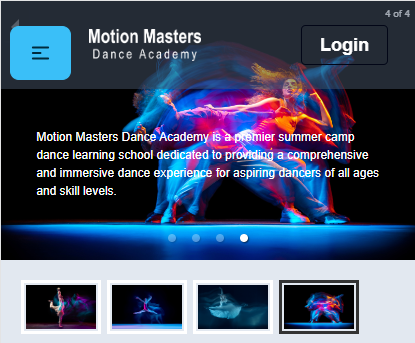 4 of 4
Motion Masters
Dance Academy
Login
Motion Masters Dance Academy is a premier summer camp
dance learning school dedicated to providing a comprehensive
and immersive dance experience for aspiring dancers of all ages
and skill levels.